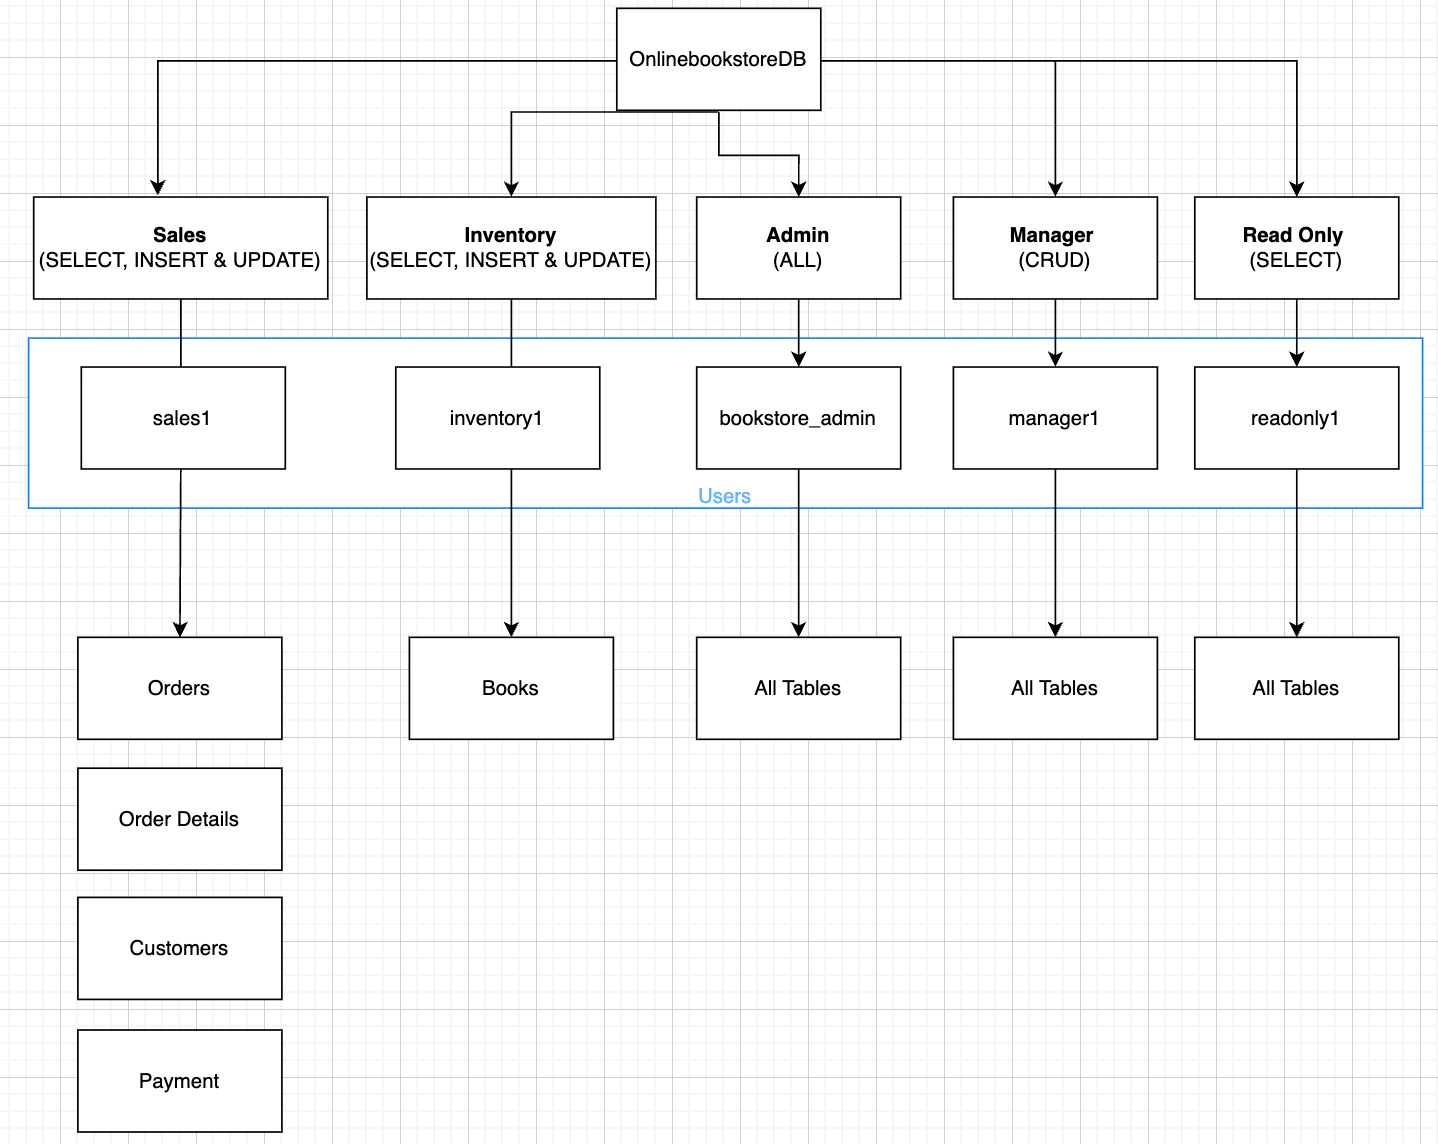 OnlinebookstoreDB
Sales
(SELECT, INSERT & UPDATE)
Inventory
(SELECT, INSERT & UPDATE)
Admin
(ALL)
Manager
(CRUD)
Read Only
(SELECT)
sales1
inventory1
bookstore_admin
manager1
readonly1
Users
Orders
Books
All Tables
All Tables
All Tables
Order Details
Customers
Payment